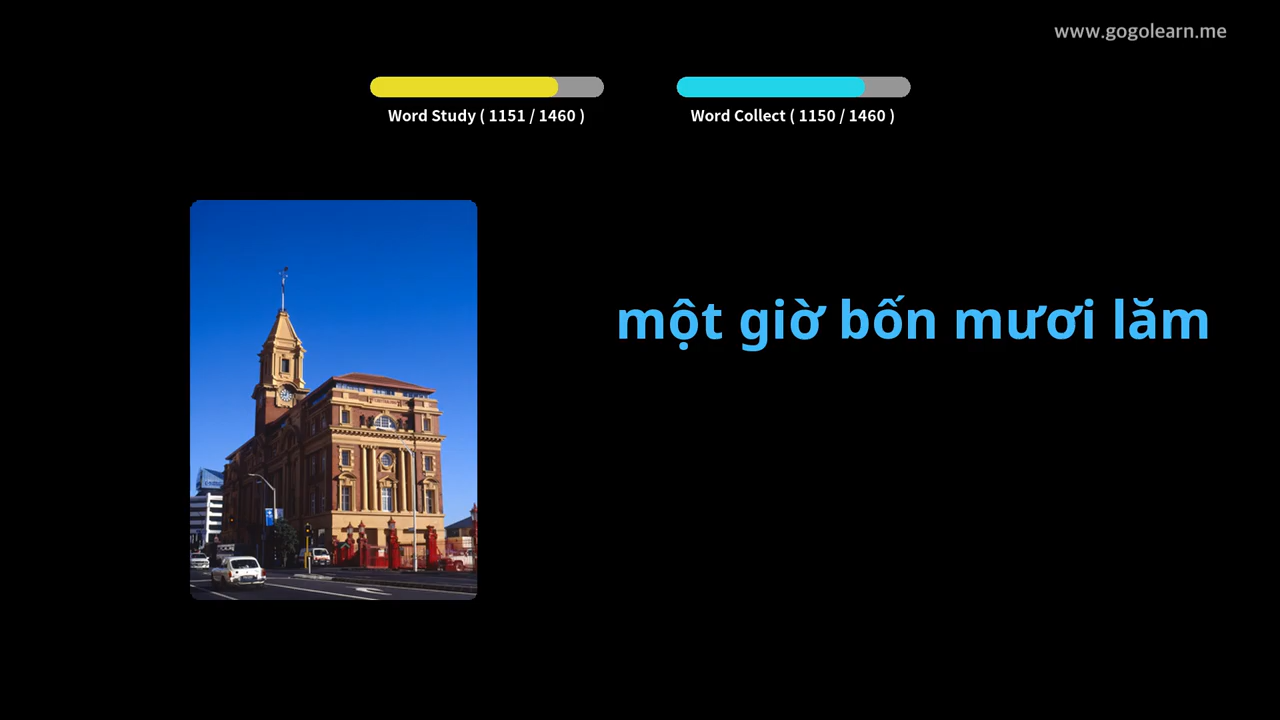 www.gogolearn.me
Word Study ( 1151 / 1460 )
Word Collect ( 1150 / 1460 )
một giờ bốn mươi lăm